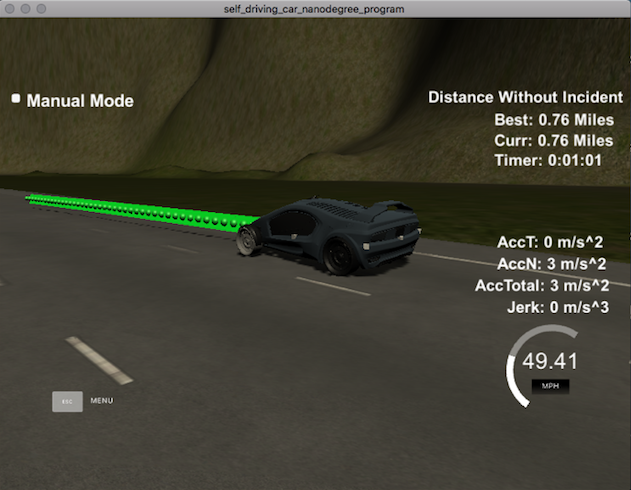 self_driving_car_nanodegree_program
Manual Mode
Distance Without Incident
Best: 0.76 Miles
Curr: 0.76 Miles
Timer: 0:01:01
AccT: 0 m/s^2
AccN: 3 m/s^2
AccTotal: 3 m/s^2
Jerk: 0 m/s^3
49.41
MPH
ESC
MENU